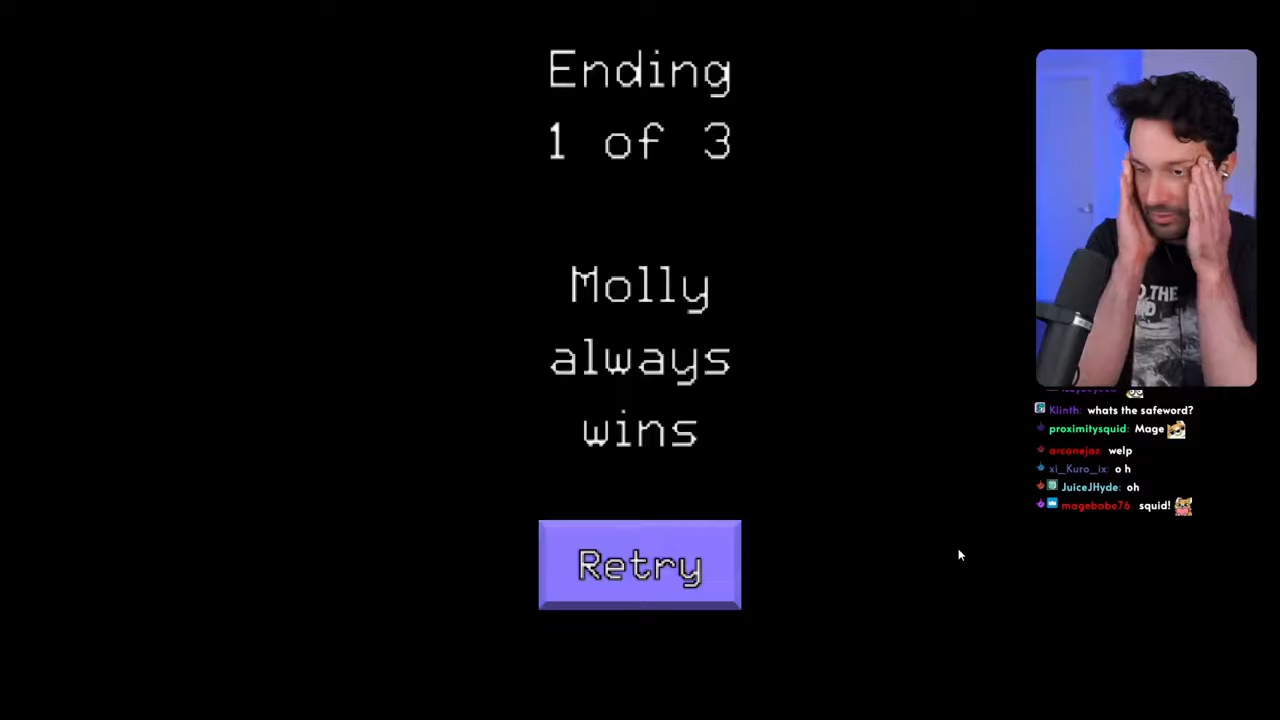 Ending
1 of 3
Molly
always
wins
Retry
THE
Klinth: whats the safeword?
proximitysquid: Mage
arcanejaz: welp
xi_Kuro_ix: o h
JuiceJHyde: oh
magebabe76 squid!